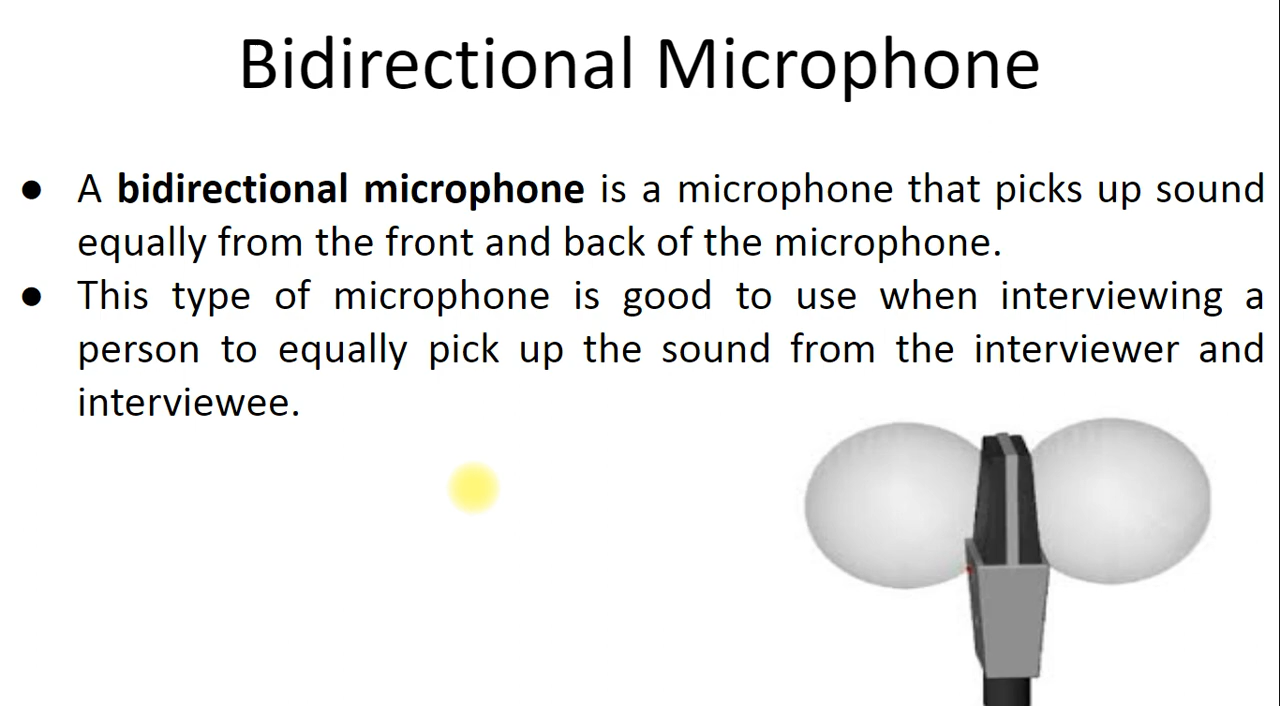 Bidirectional Microphone
● A bidirectional microphone is a microphone that picks up sound
equally from the front and back of the microphone.
● This type of microphone is good to use when interviewing a
person to equally pick up the sound from the interviewer and
interviewee.